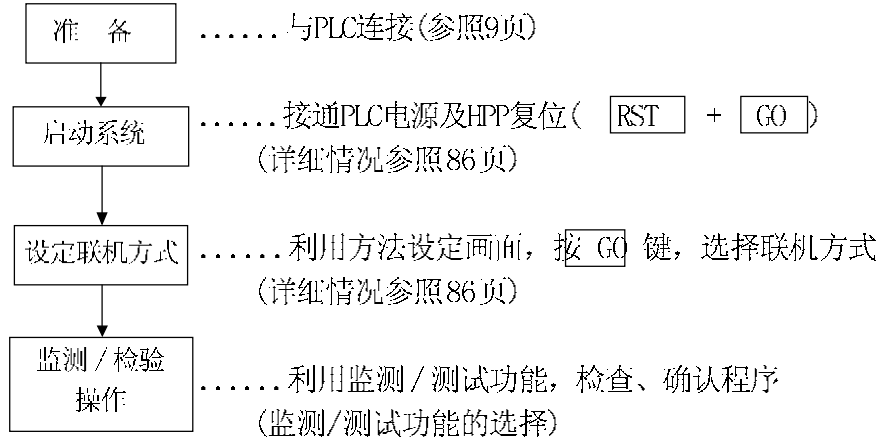 准 备 ......与PLC连接(参照9页)
启动系统 ......接通PLC电源及HPP复位( RST + GO )
(详细情况参照86页)
设定联机方式 ......利用方法设定画面，按 GO 键，选择联机方式
(详细情况参照86页)
监测/检验
操作 ......利用监测/测试功能，检查、确认程序
(监测/测试功能的选择)